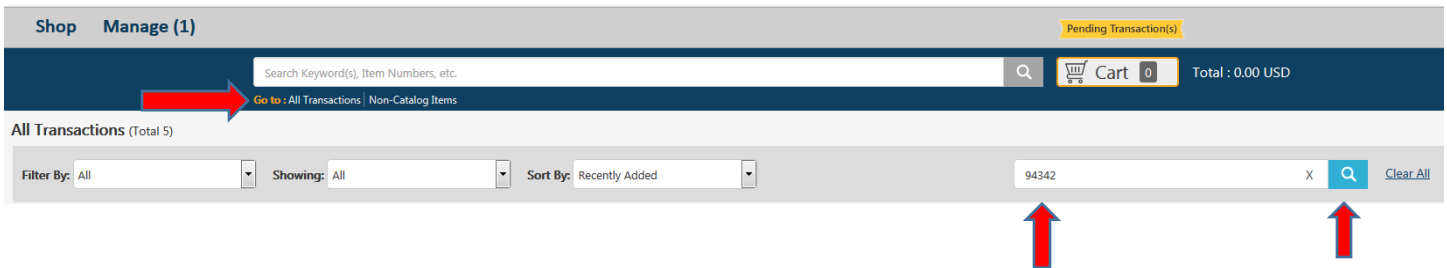 Shop Manage (1) Pending Transaction(s)
Search Keyword(s), Item Numbers, etc. Cart 0 Total : 0.00 USD
Go to : All Transactions | Non-Catalog Items
All Transactions (Total 5)
Filter By: All Showing: All Sort By: Recently Added 94342 X Clear All